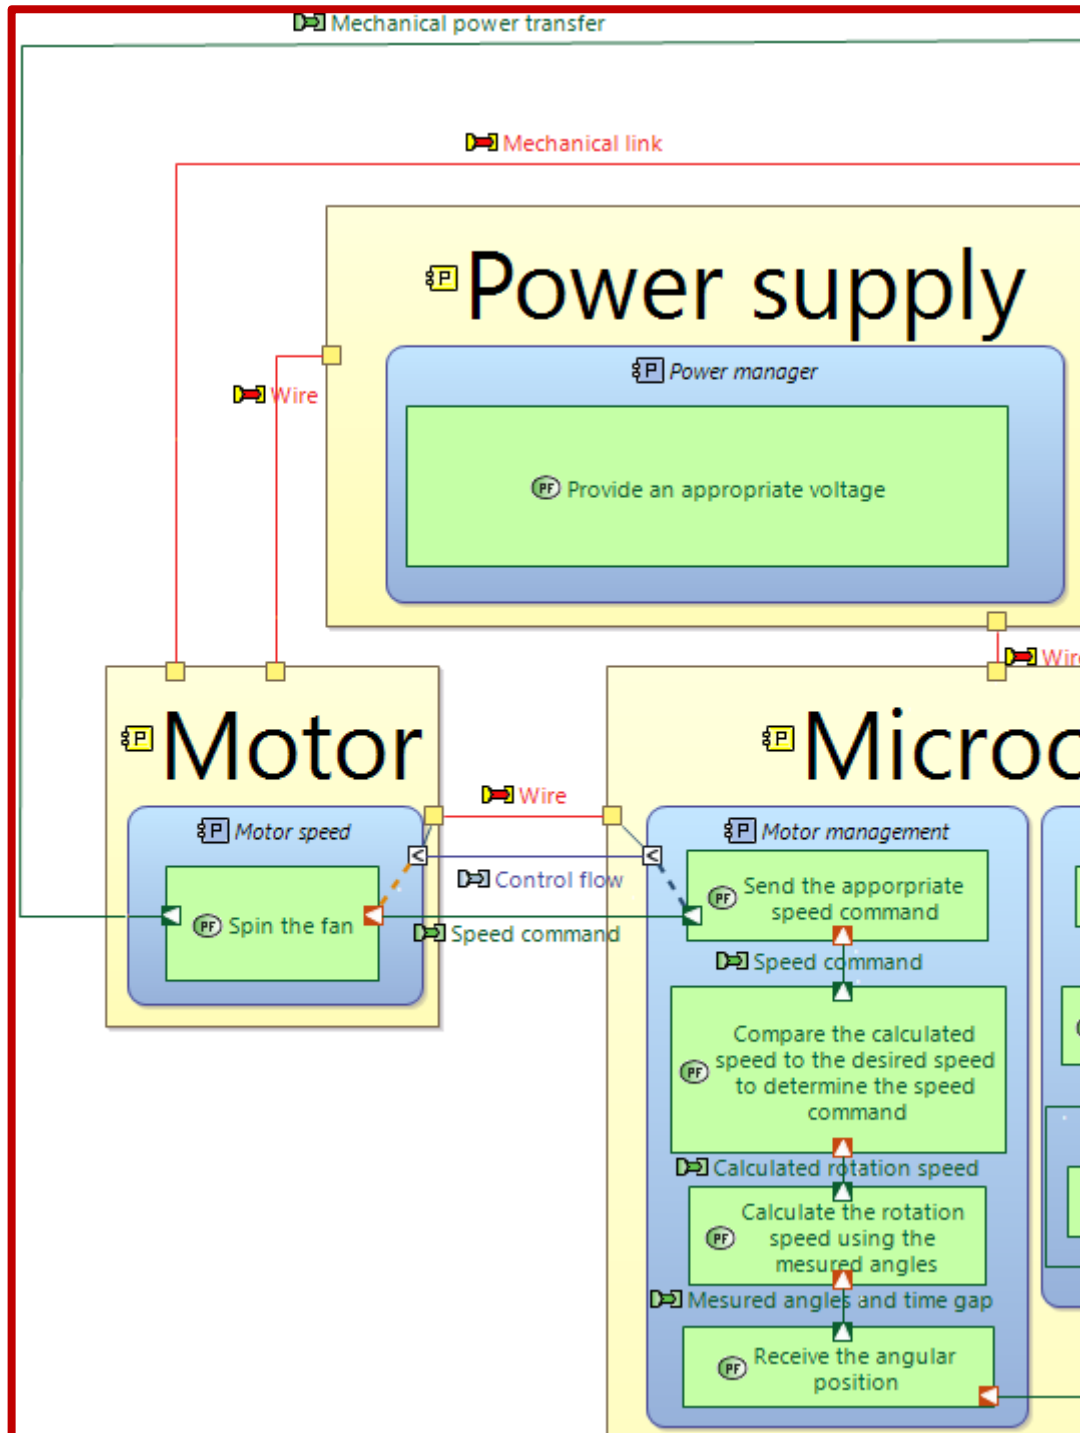 Mechanical power transfer
Mechanical link
Power supply
Power manager
Wire
Provide an appropriate voltage
Motor
Motor speed
Spin the fan
Wire
Control flow
Speed command
Motor management
Send the apporpriate
speed command
Speed command
Compare the calculated
speed to the desired speed
to determine the speed
command
Calculated rotation speed
Calculate the rotation
speed using the
mesured angles
Mesured angles and time gap
Receive the angular
position